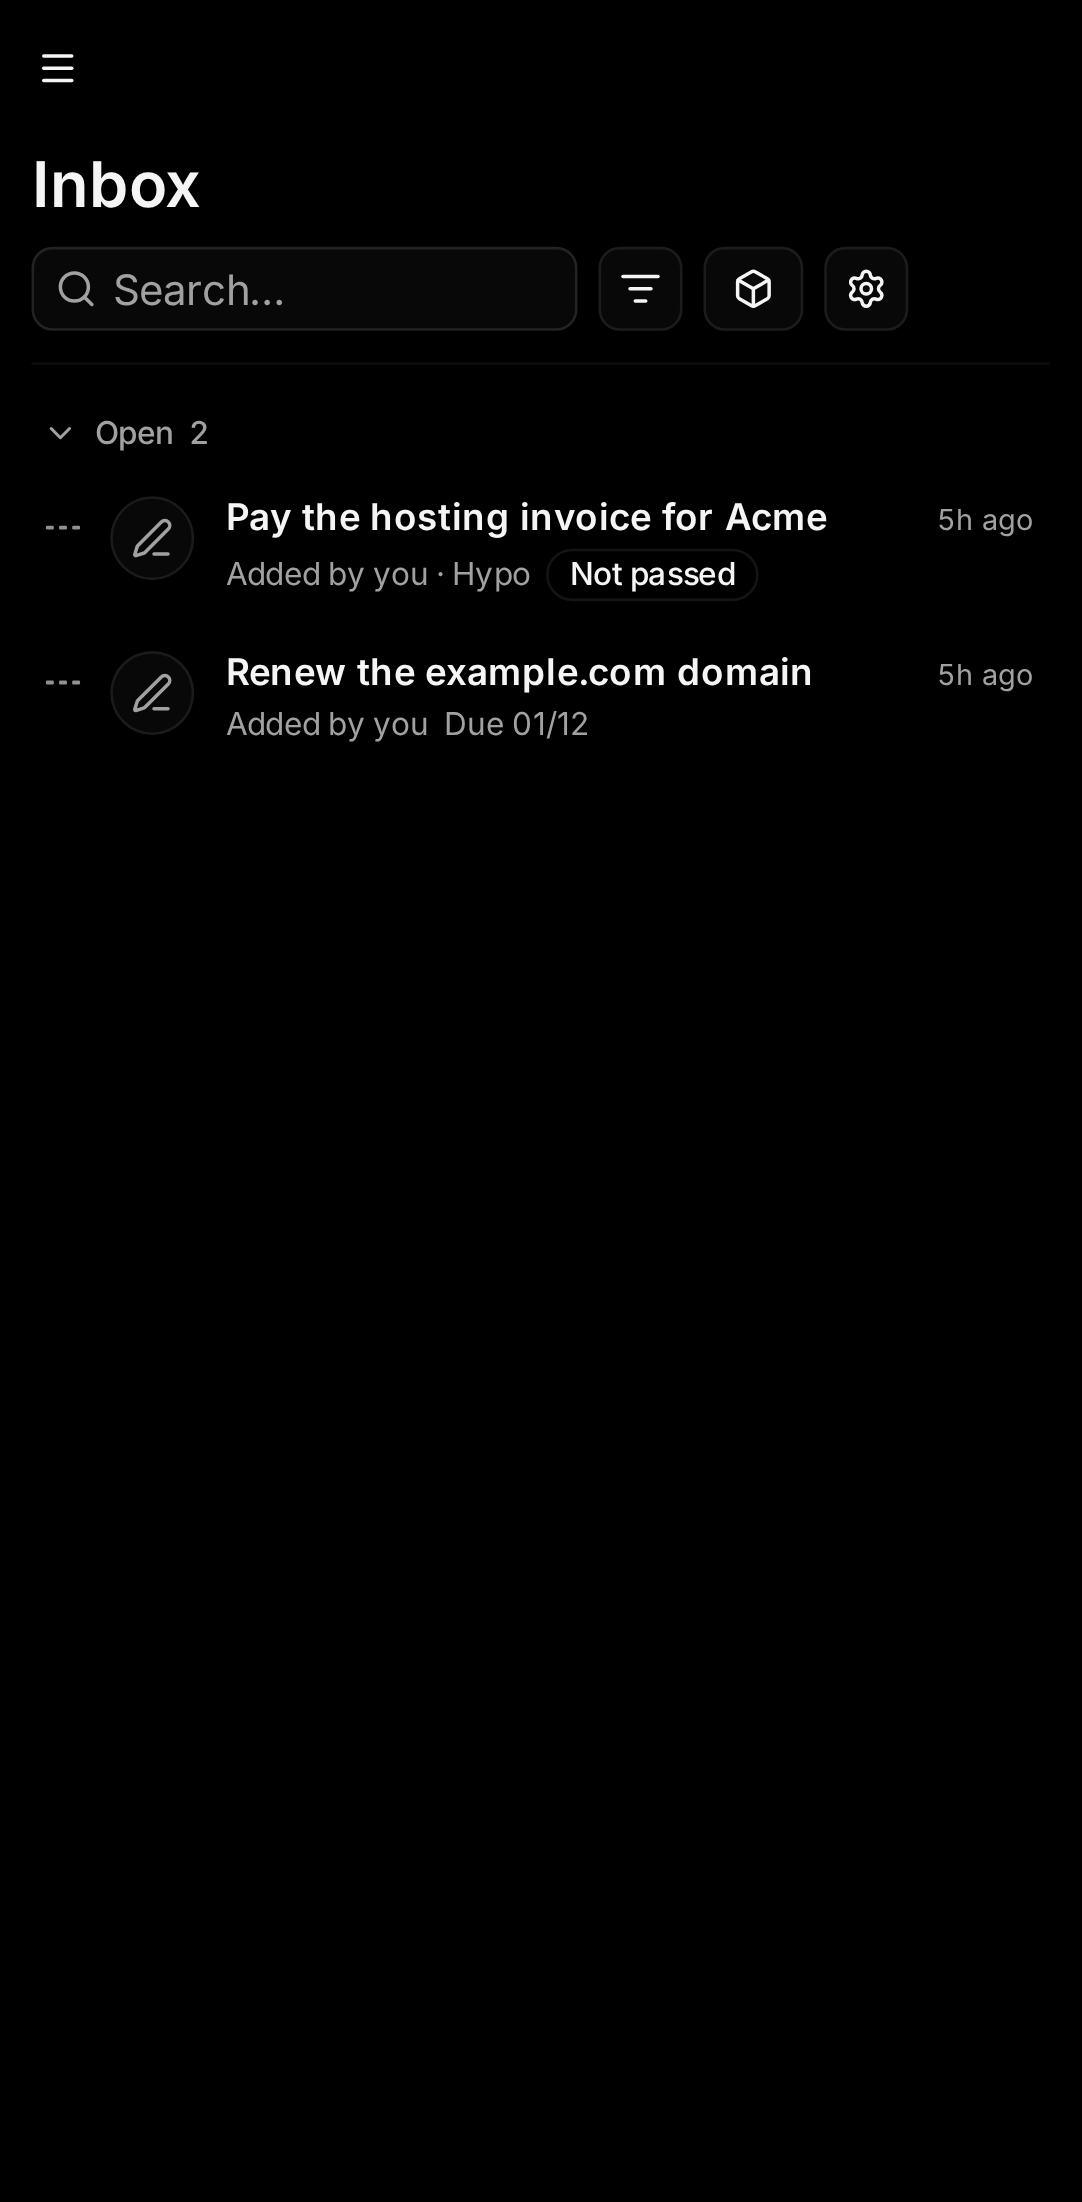 Inbox
Search...
Open 2
Pay the hosting invoice for Acme 5h ago
Added by you · Hypo Not passed
Renew the example.com domain 5h ago
Added by you Due 01/12